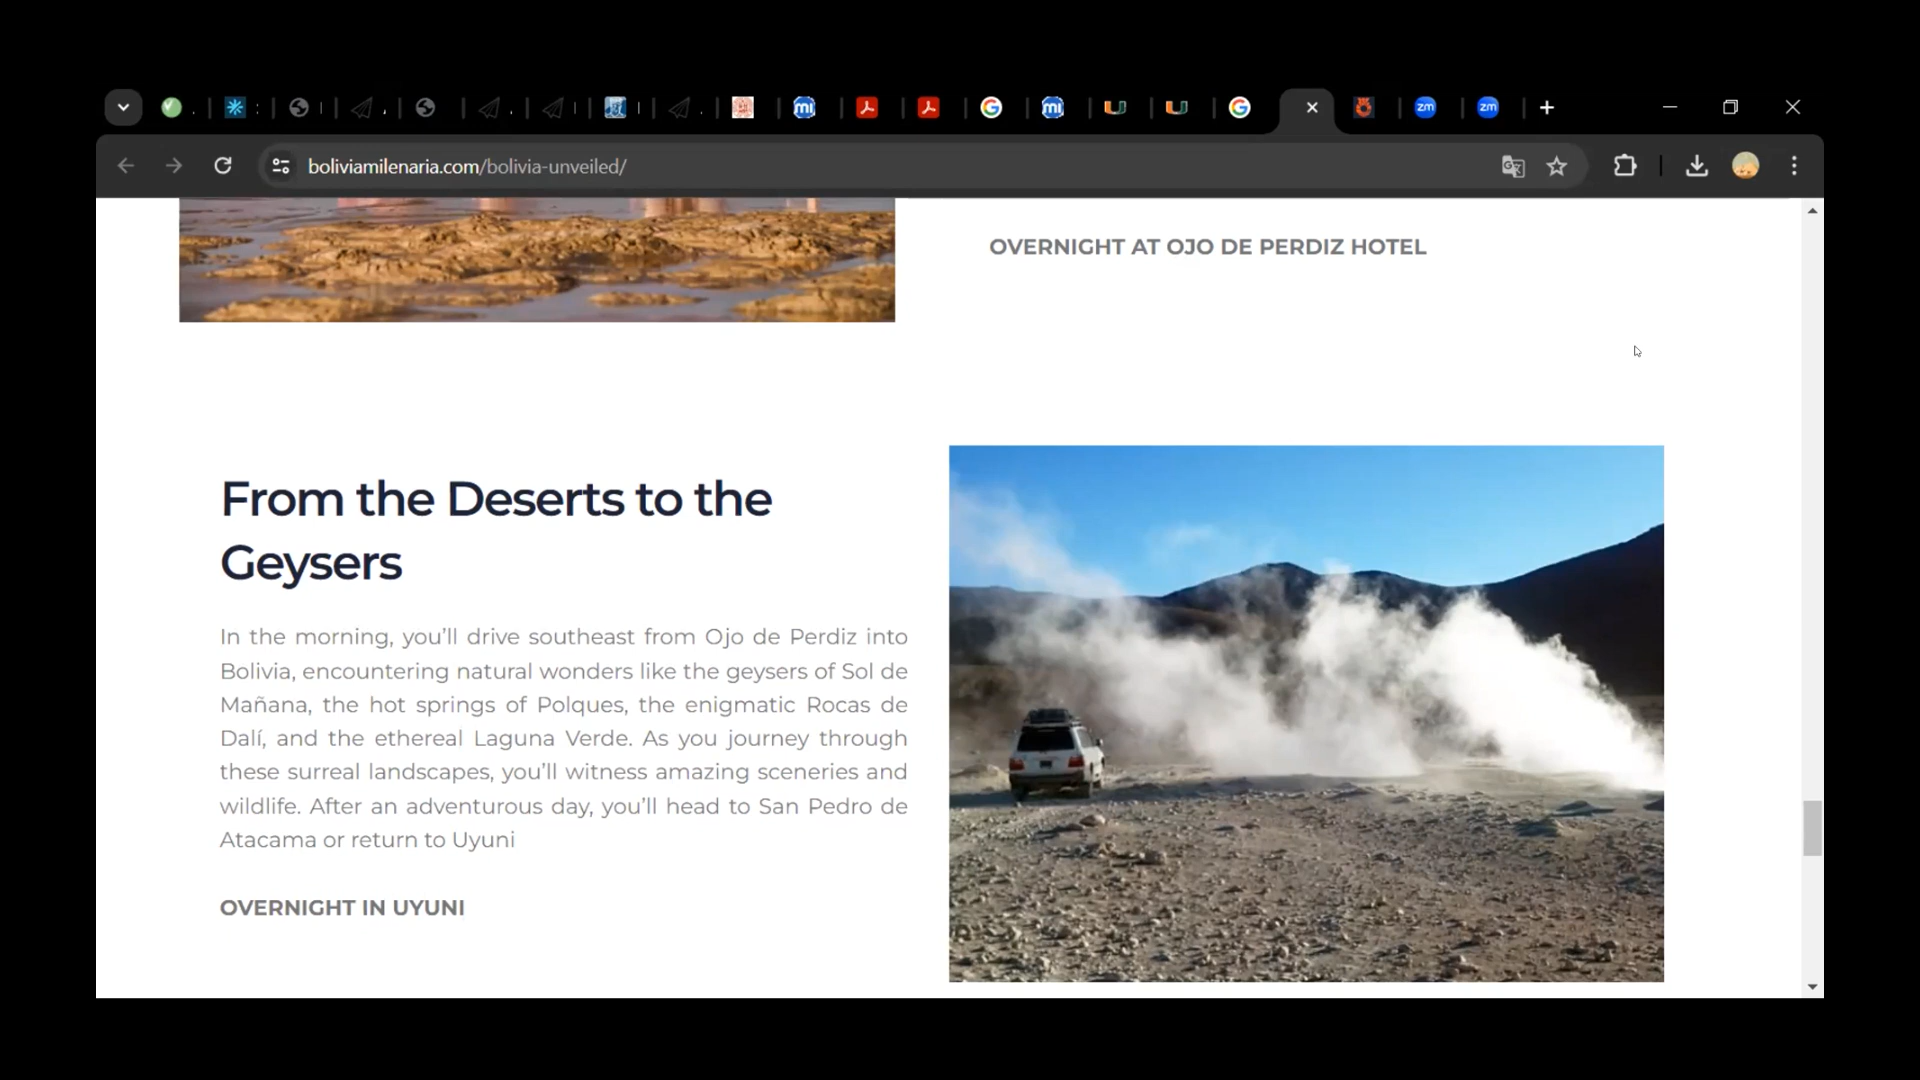 boliviamilenaria.com/bolivia-unveiled/
OVERNIGHT AT OJO DE PERDIZ HOTEL
From the Deserts to the
Geysers
In the morning, you’ll drive southeast from Ojo de Perdiz into
Bolivia, encountering natural wonders like the geysers of Sol de
Mañana, the hot springs of Polques, the enigmatic Rocas de
Dalí, and the ethereal Laguna Verde. As you journey through
these surreal landscapes, you’ll witness amazing sceneries and
wildlife. After an adventurous day, you’ll head to San Pedro de
Atacama or return to Uyuni
OVERNIGHT IN UYUNI